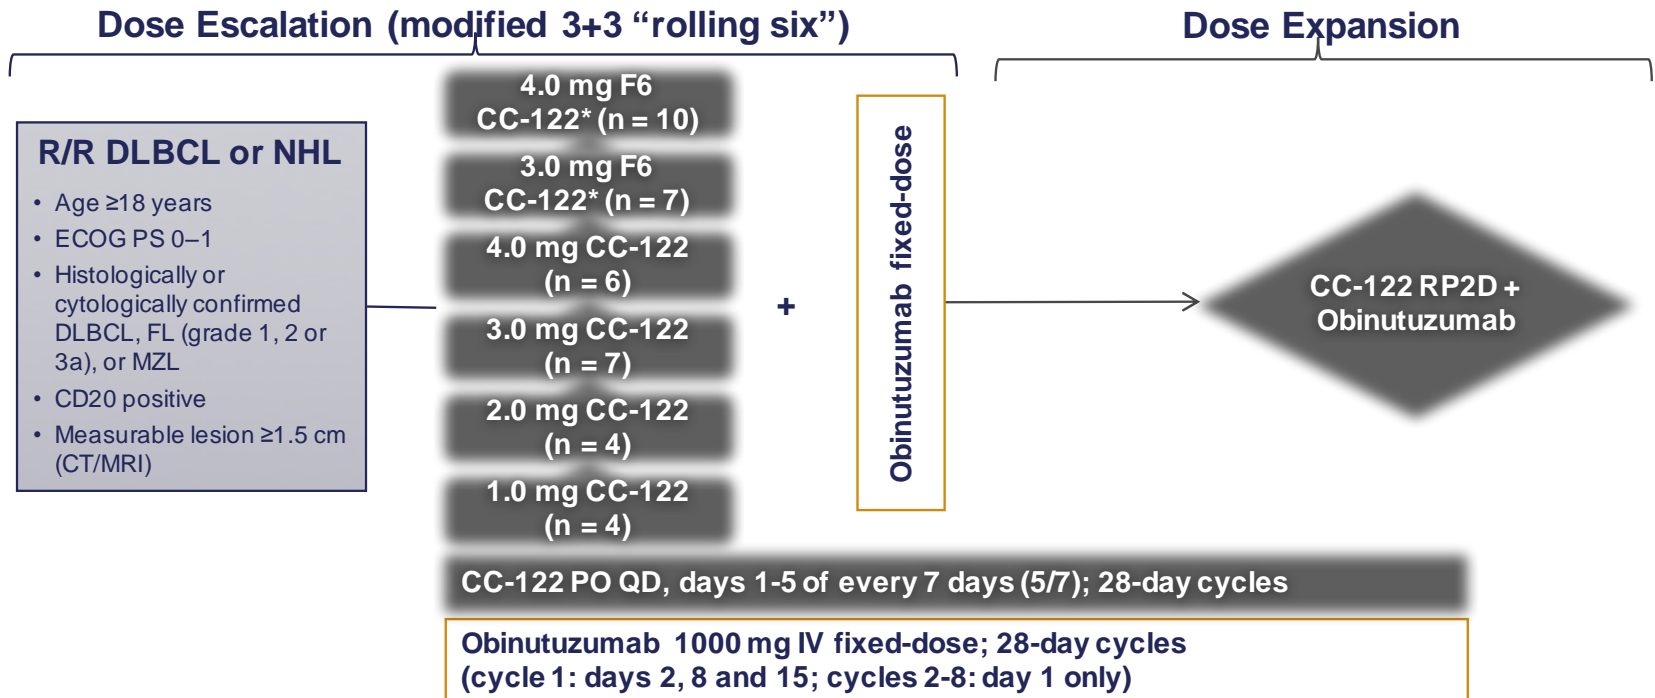 Dose Escalation (modified 3+3 “rolling six”)
Dose Expansion
R/R DLBCL or NHL
• Age ≥18 years
• ECOG PS 0–1
• Histologically or
cytologically confirmed
DLBCL, FL (grade 1, 2 or
3a), or MZL
• CD20 positive
• Measurable lesion ≥1.5 cm
(CT/MRI)
4.0 mg F6
CC-122* (n = 10)
3.0 mg F6
CC-122* (n = 7)
4.0 mg CC-122
(n = 6)
3.0 mg CC-122
(n = 7)
2.0 mg CC-122
(n = 4)
1.0 mg CC-122
(n = 4)
+
Obinutuzumab fixed-dose
CC-122 RP2D +
Obinutuzumab
CC-122 PO QD, days 1-5 of every 7 days (5/7); 28-day cycles
Obinutuzumab 1000 mg IV fixed-dose; 28-day cycles
(cycle 1: days 2, 8 and 15; cycles 2-8: day 1 only)